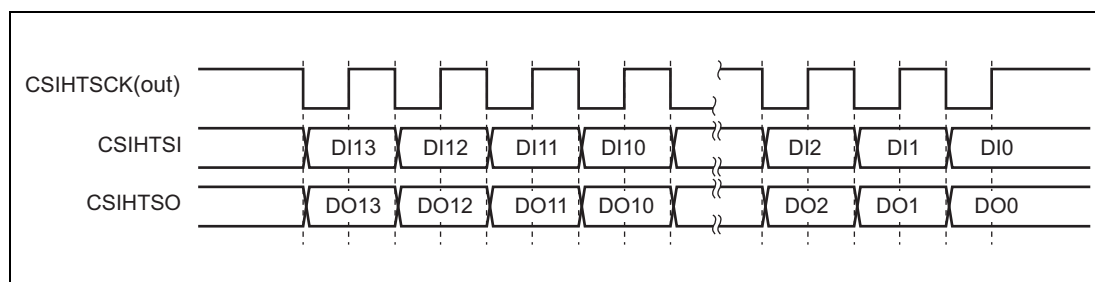 CSIHTSCK(out)
CSIHTSI DI13 DI12 DI11 DI10 DI2 DI1 DI0
CSIHTSO DO13 DO12 DO11 DO10 DO2 DO1 DO0